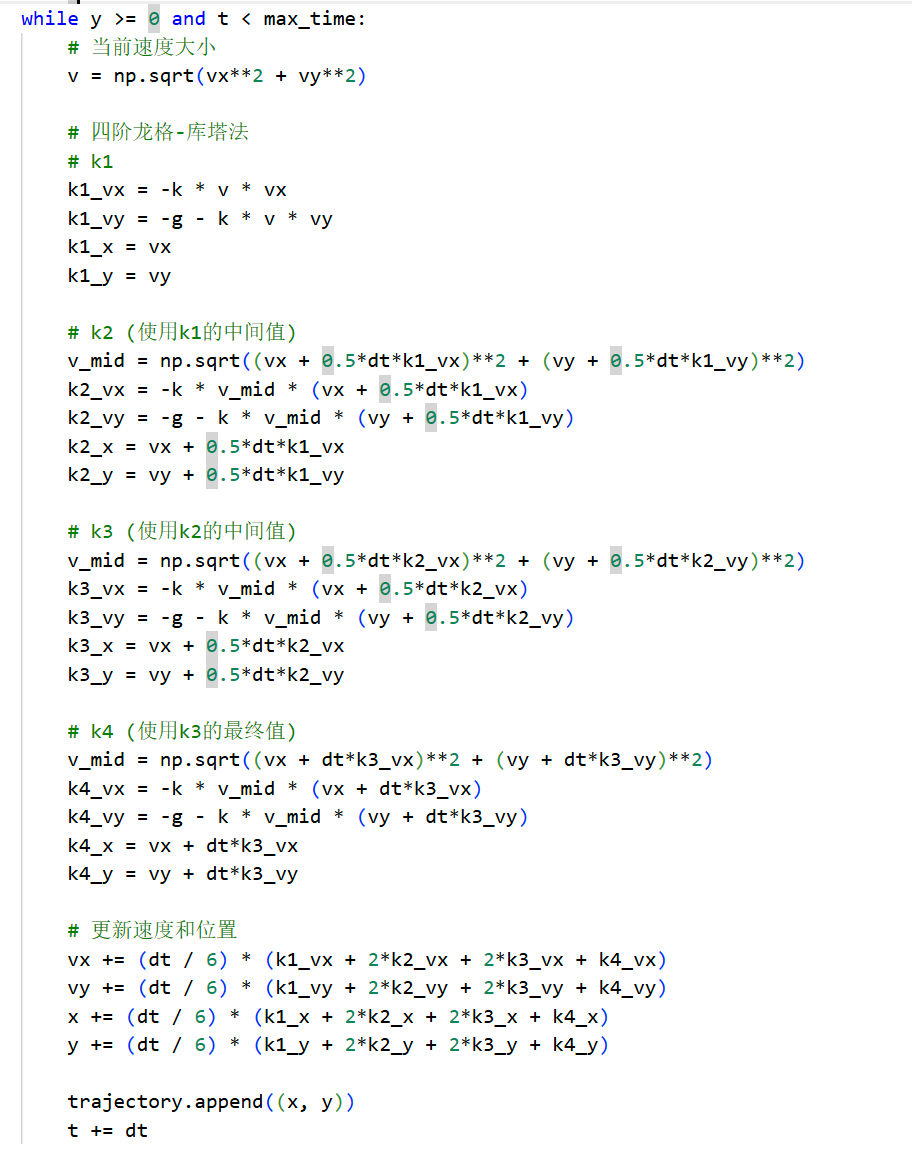 while y >= 0 and t < max_time:
# 当前速度大小
v = np.sqrt(vx**2 + vy**2)
# 四阶龙格-库塔法
# k1
k1_vx = -k * v * vx
k1_vy = -g - k * v * vy
k1_x = vx
k1_y = vy
# k2 (使用k1的中间值)
v_mid = np.sqrt((vx + 0.5*dt*k1_vx)**2 + (vy + 0.5*dt*k1_vy)**2)
k2_vx = -k * v_mid * (vx + 0.5*dt*k1_vx)
k2_vy = -g - k * v_mid * (vy + 0.5*dt*k1_vy)
k2_x = vx + 0.5*dt*k1_vx
k2_y = vy + 0.5*dt*k1_vy
# k3 (使用k2的中间值)
v_mid = np.sqrt((vx + 0.5*dt*k2_vx)**2 + (vy + 0.5*dt*k2_vy)**2)
k3_vx = -k * v_mid * (vx + 0.5*dt*k2_vx)
k3_vy = -g - k * v_mid * (vy + 0.5*dt*k2_vy)
k3_x = vx + 0.5*dt*k2_vx
k3_y = vy + 0.5*dt*k2_vy
# k4 (使用k3的最终值)
v_mid = np.sqrt((vx + dt*k3_vx)**2 + (vy + dt*k3_vy)**2)
k4_vx = -k * v_mid * (vx + dt*k3_vx)
k4_vy = -g - k * v_mid * (vy + dt*k3_vy)
k4_x = vx + dt*k3_vx
k4_y = vy + dt*k3_vy
# 更新速度和位置
vx += (dt / 6) * (k1_vx + 2*k2_vx + 2*k3_vx + k4_vx)
vy += (dt / 6) * (k1_vy + 2*k2_vy + 2*k3_vy + k4_vy)
x += (dt / 6) * (k1_x + 2*k2_x + 2*k3_x + k4_x)
y += (dt / 6) * (k1_y + 2*k2_y + 2*k3_y + k4_y)
trajectory.append((x, y))
t += dt